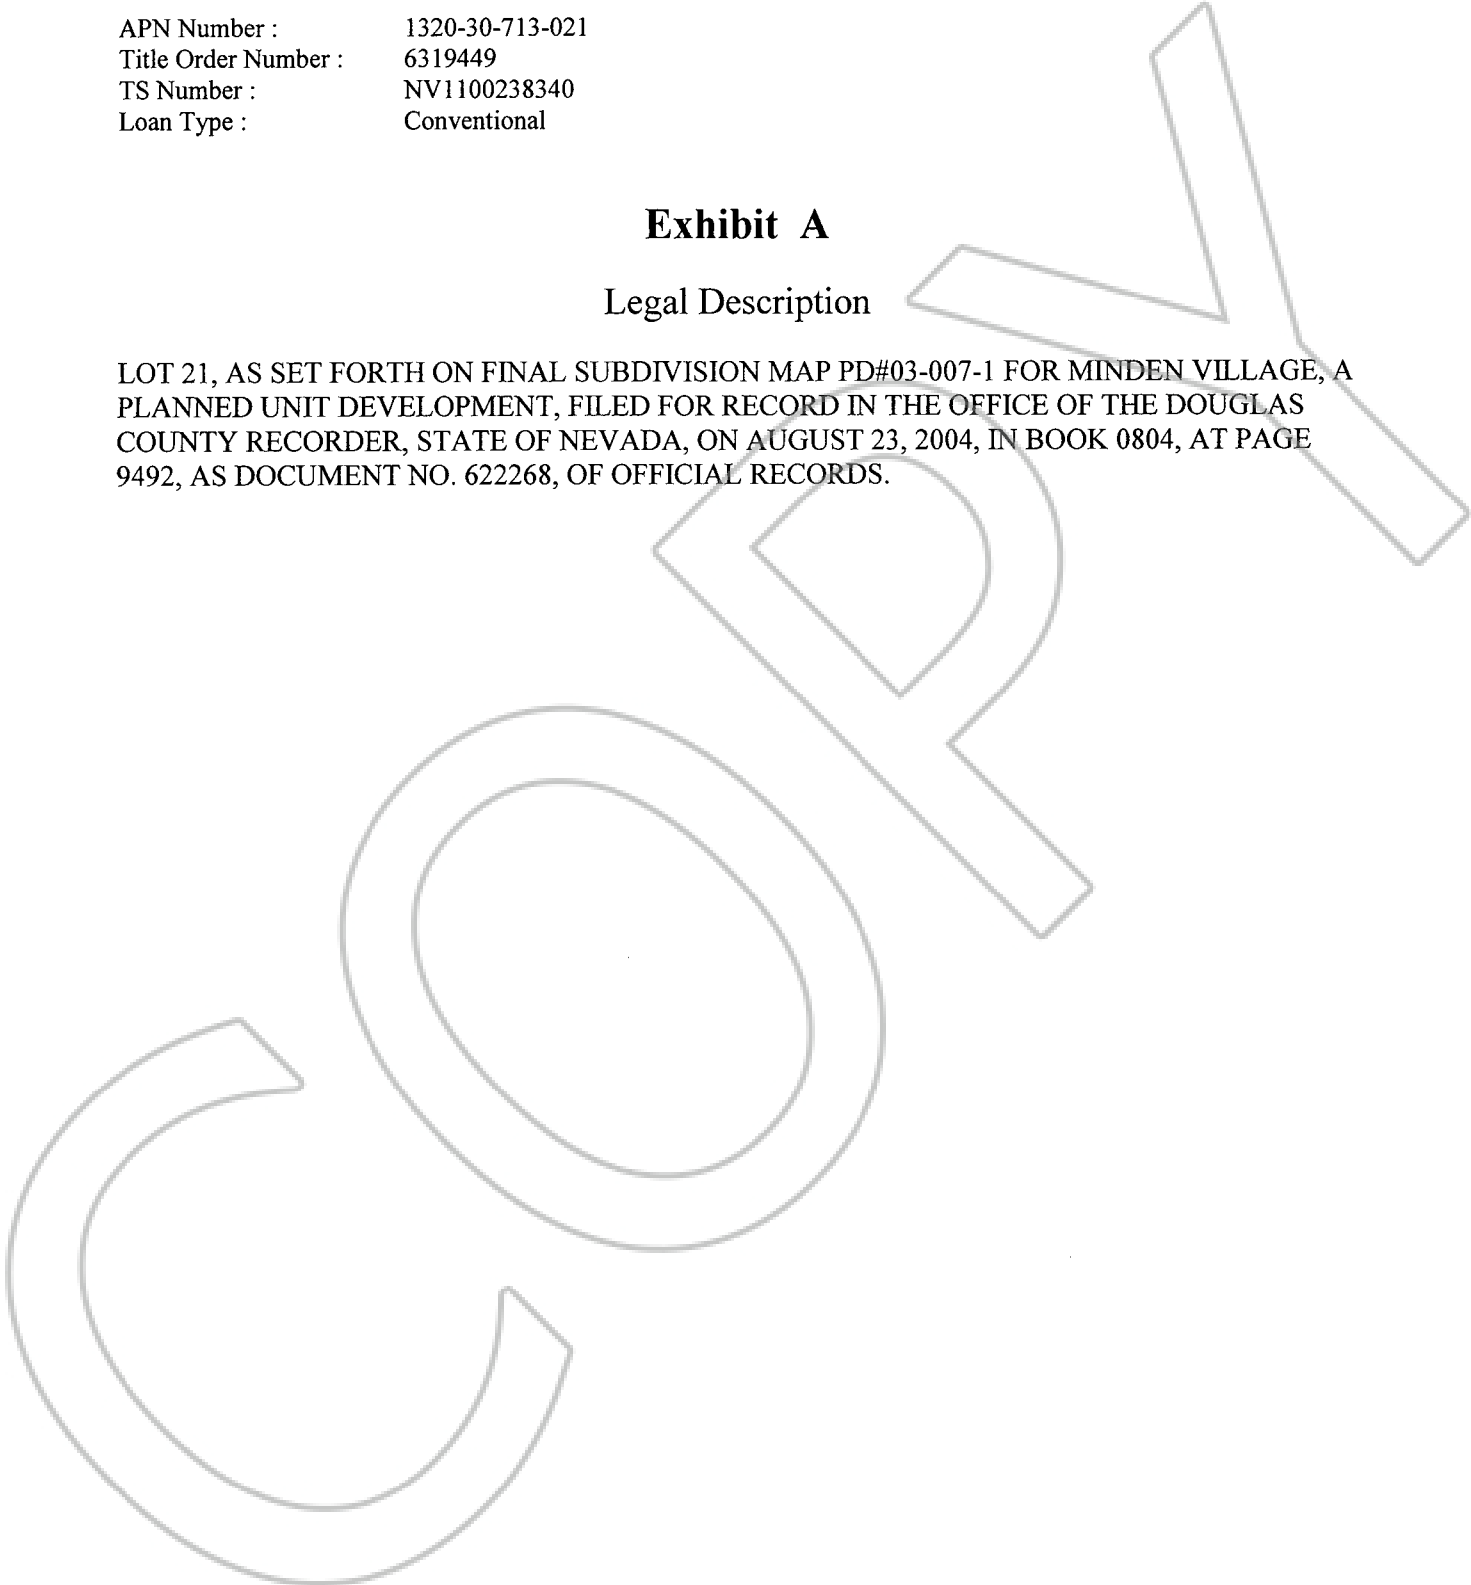 APN Number : 1320-30-713-021
Title Order Number : 6319449
TS Number : NV1100238340
Loan Type : Conventional
Exhibit A
Legal Description
LOT 21, AS SET FORTH ON FINAL SUBDIVISION MAP PD#03-007-1 FOR MINDEN VILLAGE, A
PLANNED UNIT DEVELOPMENT, FILED FOR RECORD IN THE OFFICE OF THE DOUGLAS
COUNTY RECORDER, STATE OF NEVADA, ON AUGUST 23, 2004, IN BOOK 0804, AT PAGE
9492, AS DOCUMENT NO. 622268, OF OFFICIAL RECORDS.
COPY